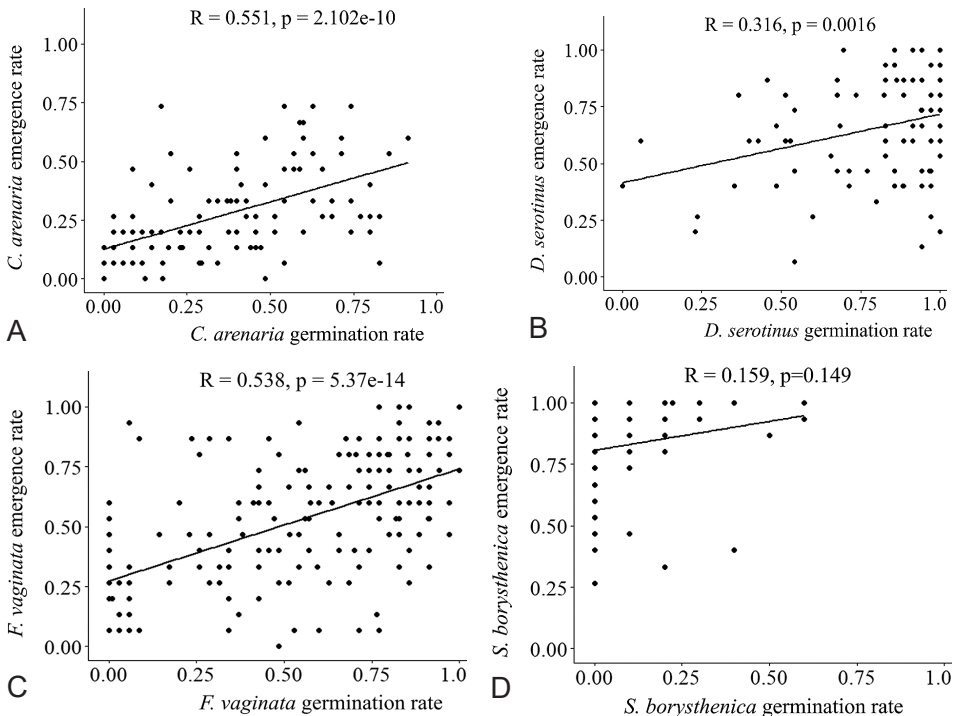 R = 0.551, p = 2.102e-10
C. arenaria emergence rate
1.00
0.75
0.50
0.25
0.00
0.00 0.25 0.50 0.75 1.0
C. arenaria germination rate
A
R = 0.316, p = 0.0016
D. serotinus emergence rate
1.00
0.75
0.50
0.25
0.00
0.00 0.25 0.50 0.75 1.0
D. serotinus germination rate
B
R = 0.538, p = 5.37e-14
F. vaginata emergence rate
1.00
0.75
0.50
0.25
0.00
0.00 0.25 0.50 0.75 1.0
F. vaginata germination rate
C
R = 0.159, p=0.149
S. borysthenica emergence rate
1.00
0.75
0.50
0.25
0.00
0.00 0.25 0.50 0.75 1.0
S. borysthenica germination rate
D